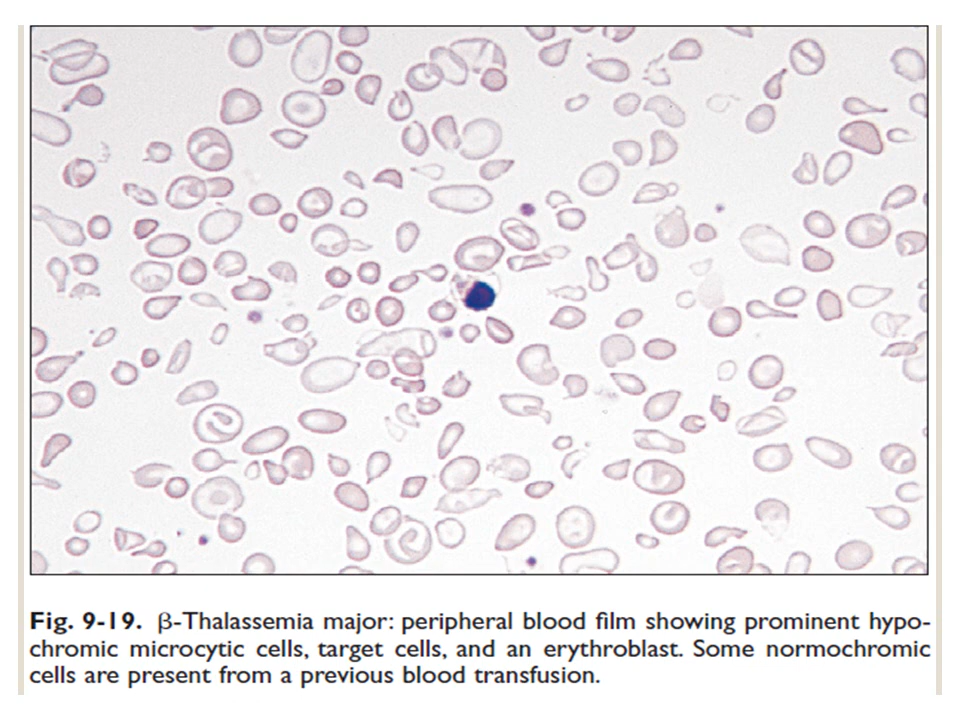 Fig. 9-19. β-Thalassemia major: peripheral blood film showing prominent hypo-
chromic microcytic cells, target cells, and an erythroblast. Some normochromic
cells are present from a previous blood transfusion.